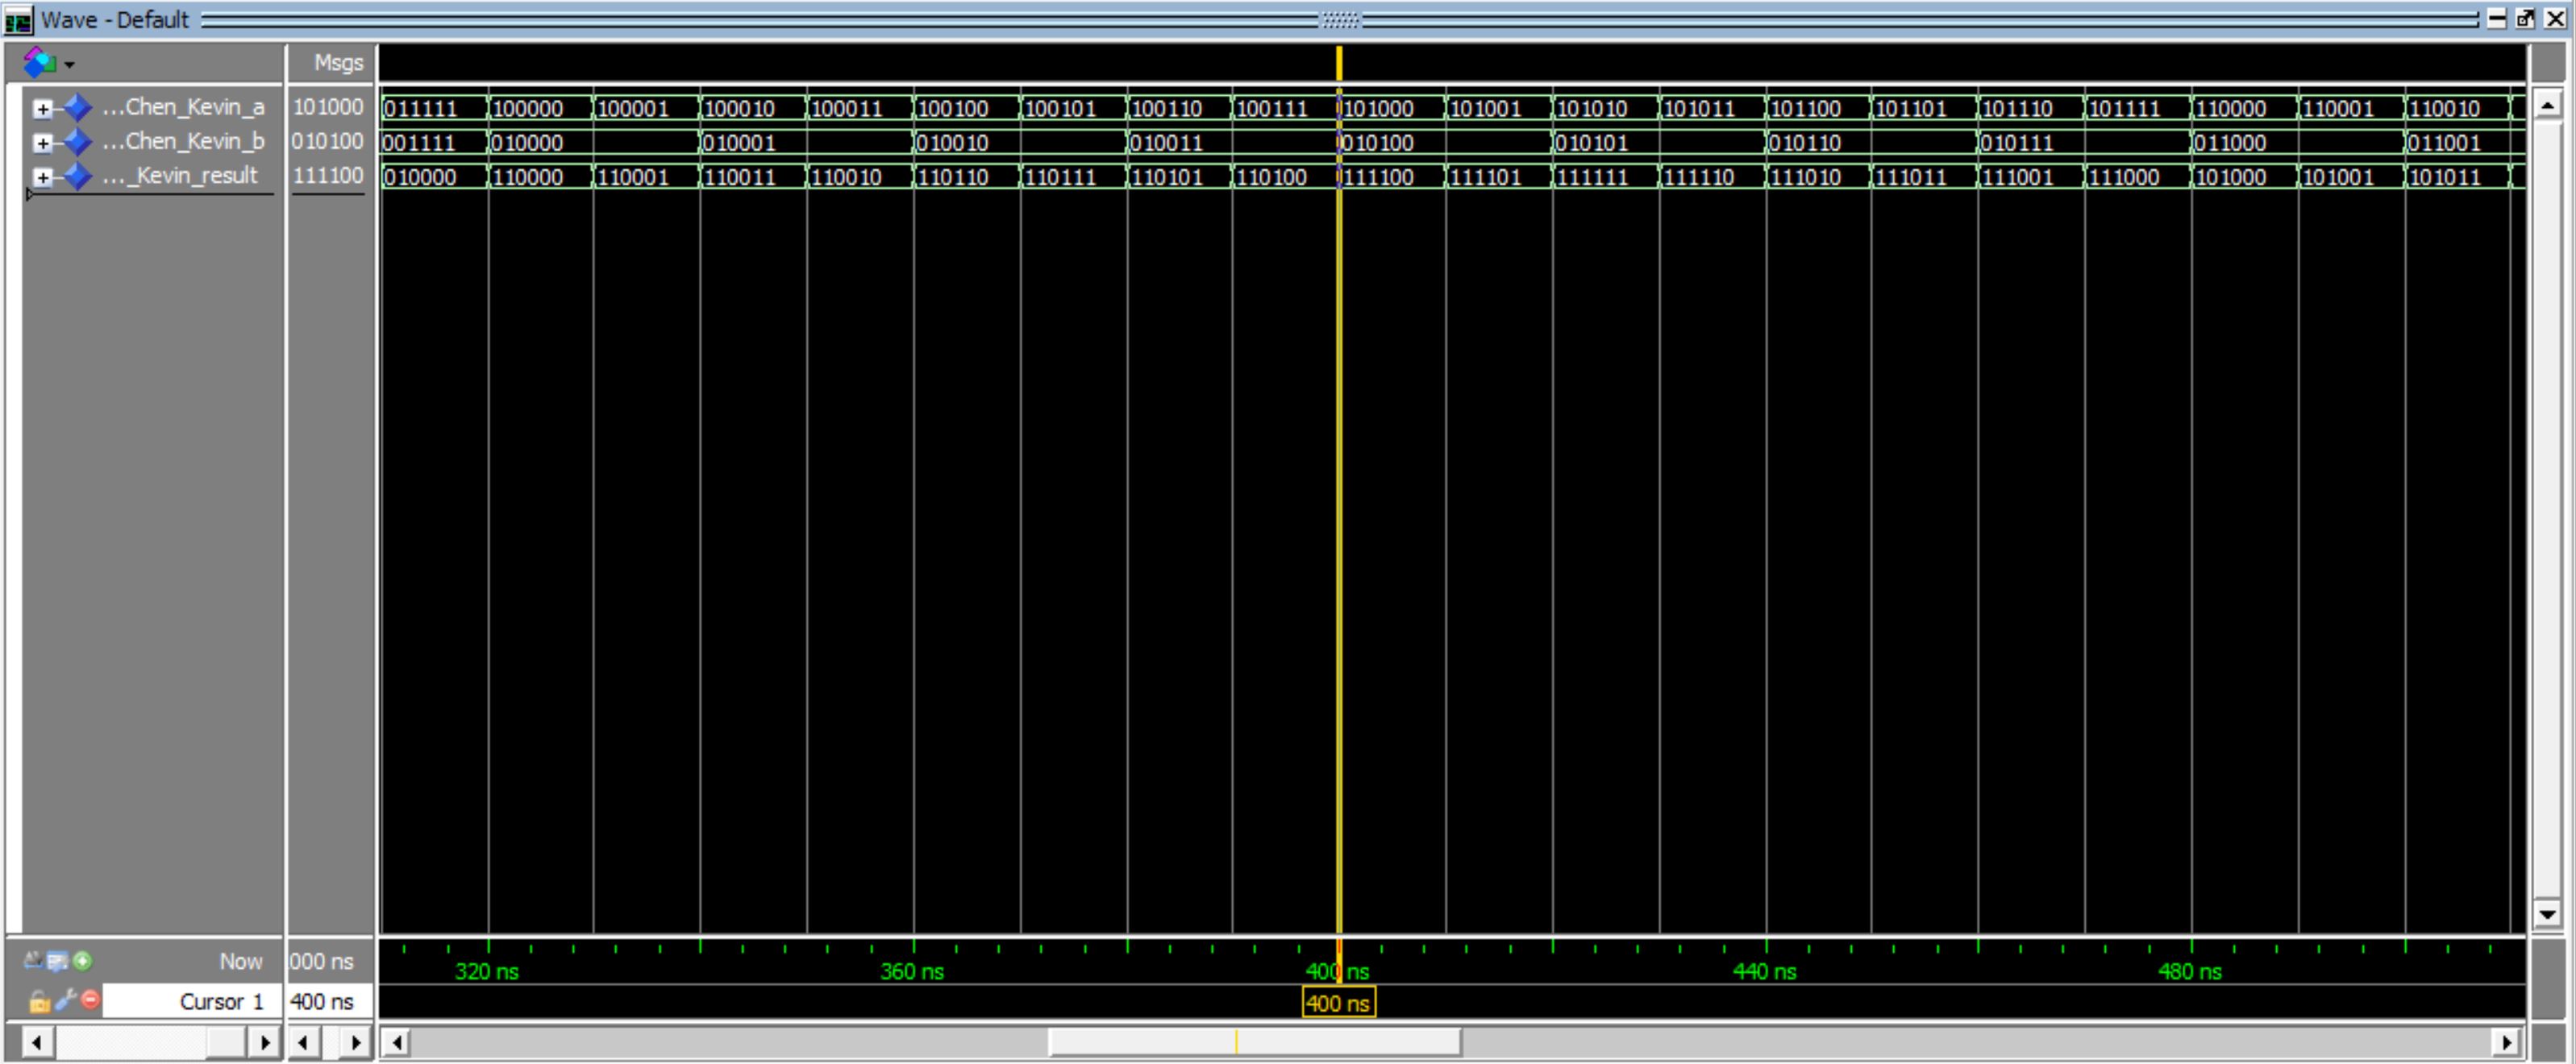 Wave - Default
Msgs
...Chen_Kevin_a 101000 011111 100000 100001 100010 100011 100100 100101 100110 100111 101000 101001 101010 101011 101100 101101 101110 101111 110000 110001 110010
...Chen_Kevin_b 010100 001111 010000 010001 010010 010011 010100 010101 010110 010111 011000 011001
..._Kevin_result 111100 010000 110000 110001 110011 110010 110110 110111 110101 110100 111100 111101 111111 111110 111010 111011 111001 111000 101000 101001 101011
Now 000 ns 320 ns 360 ns 400 ns 440 ns 480 ns
Cursor 1 400 ns 400 ns